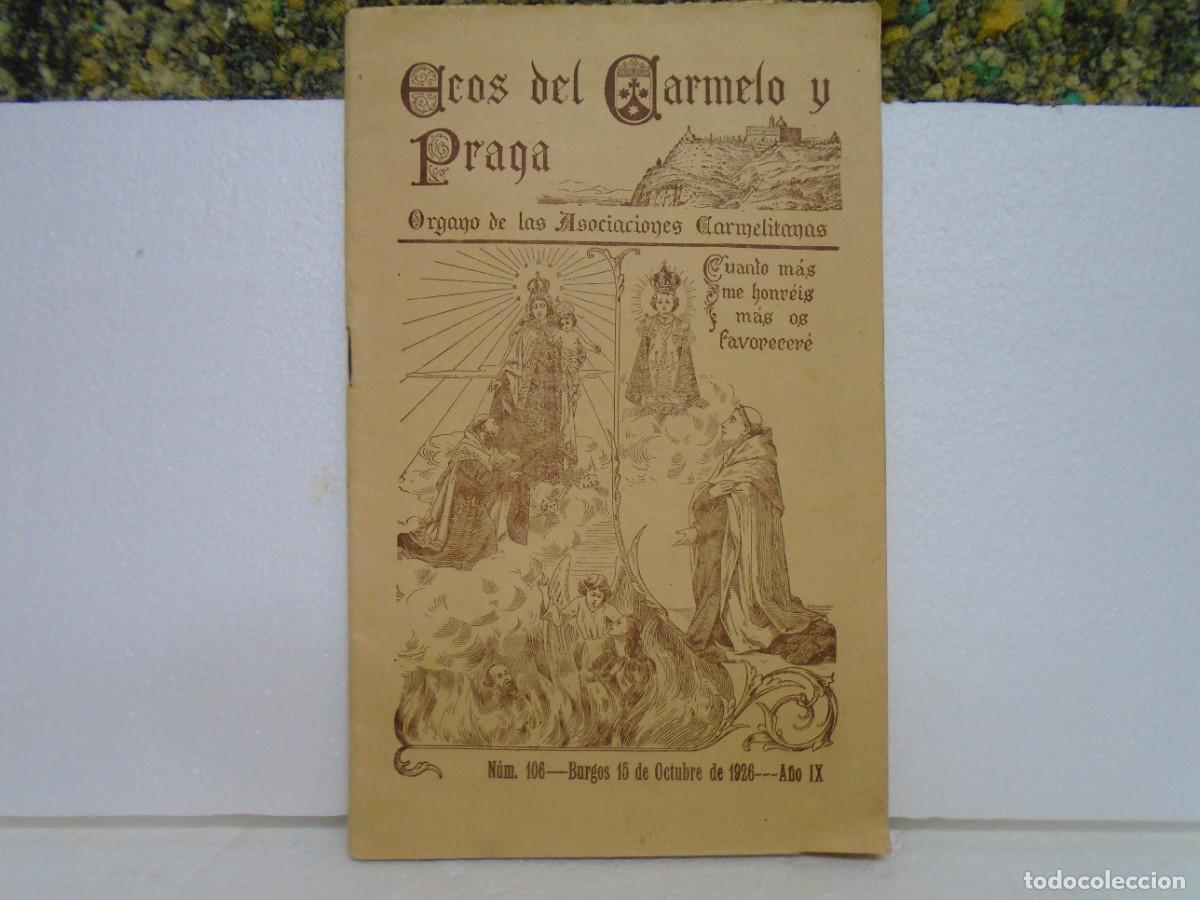 Ecos del Carmelo y
Praga
Organo de las Asociaciones Carmelitanas
Cuanto más
me honréis
más os
favoreceré
Núm. 106—Burgos 15 de Octubre de 1926---Año IX
todocoleccion